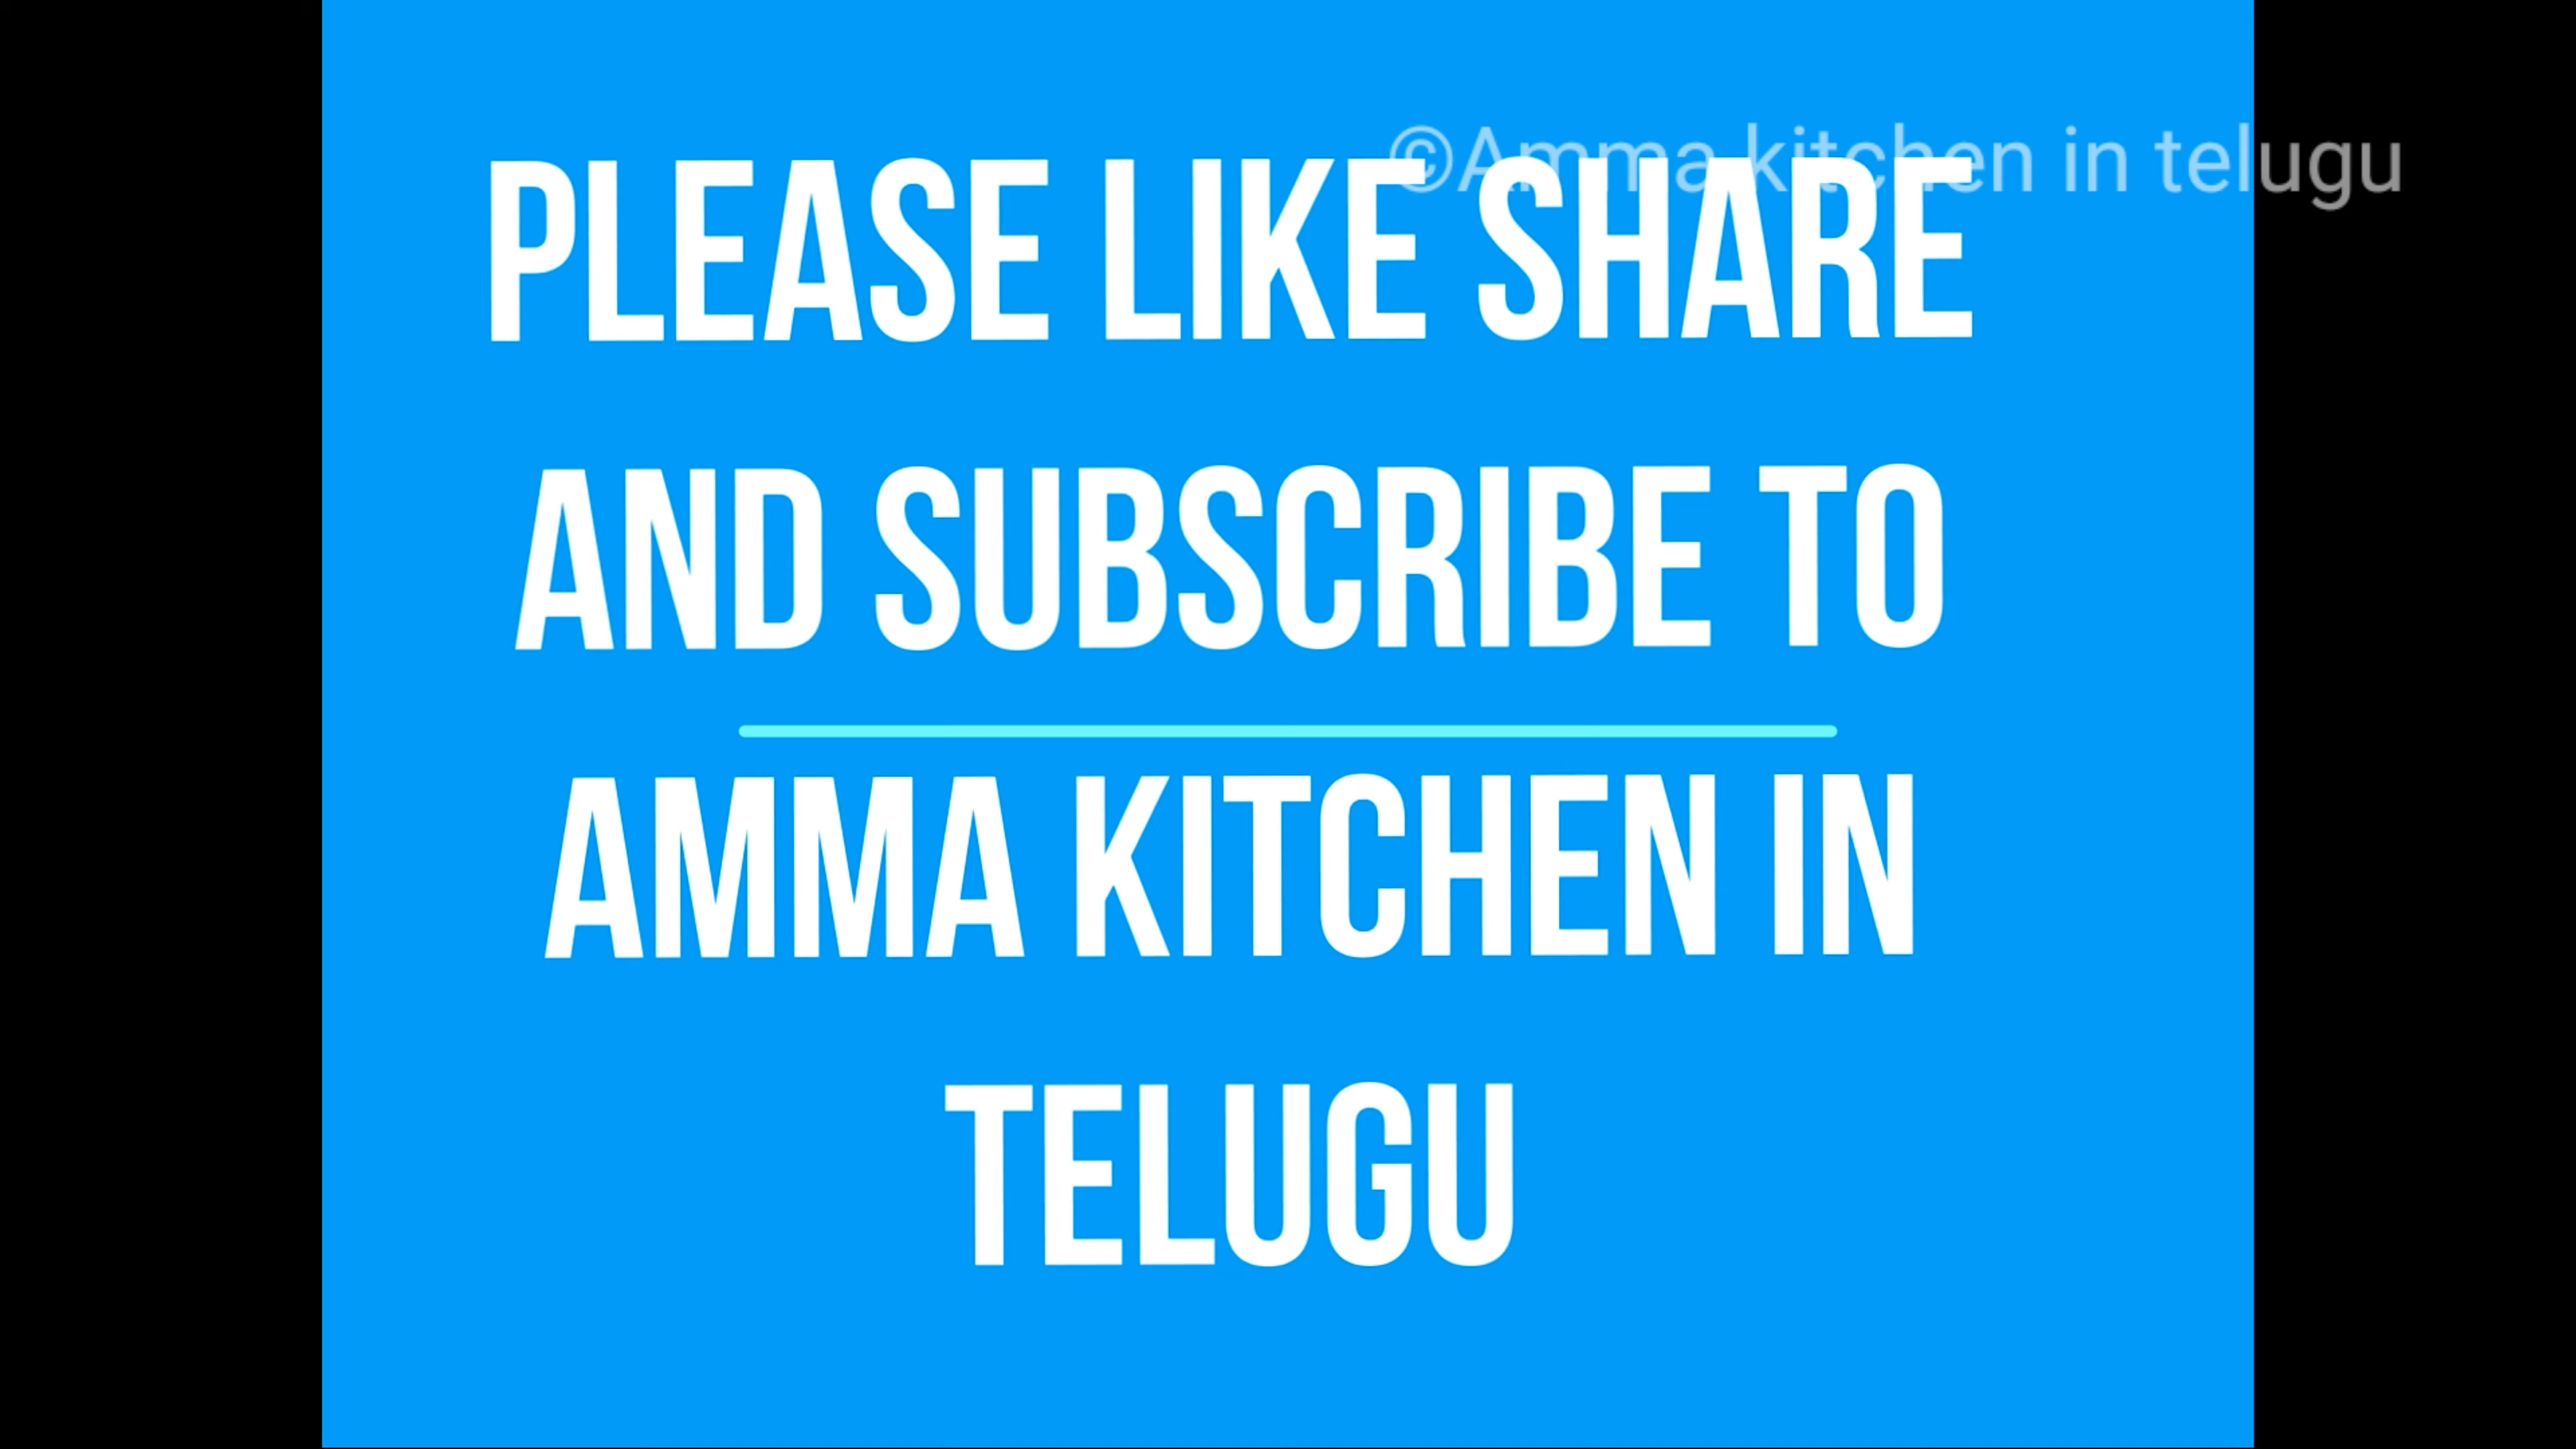 ©Amma kitchen in telugu
PLEASE LIKE SHARE
AND SUBSCRIBE TO
AMMA KITCHEN IN
TELUGU